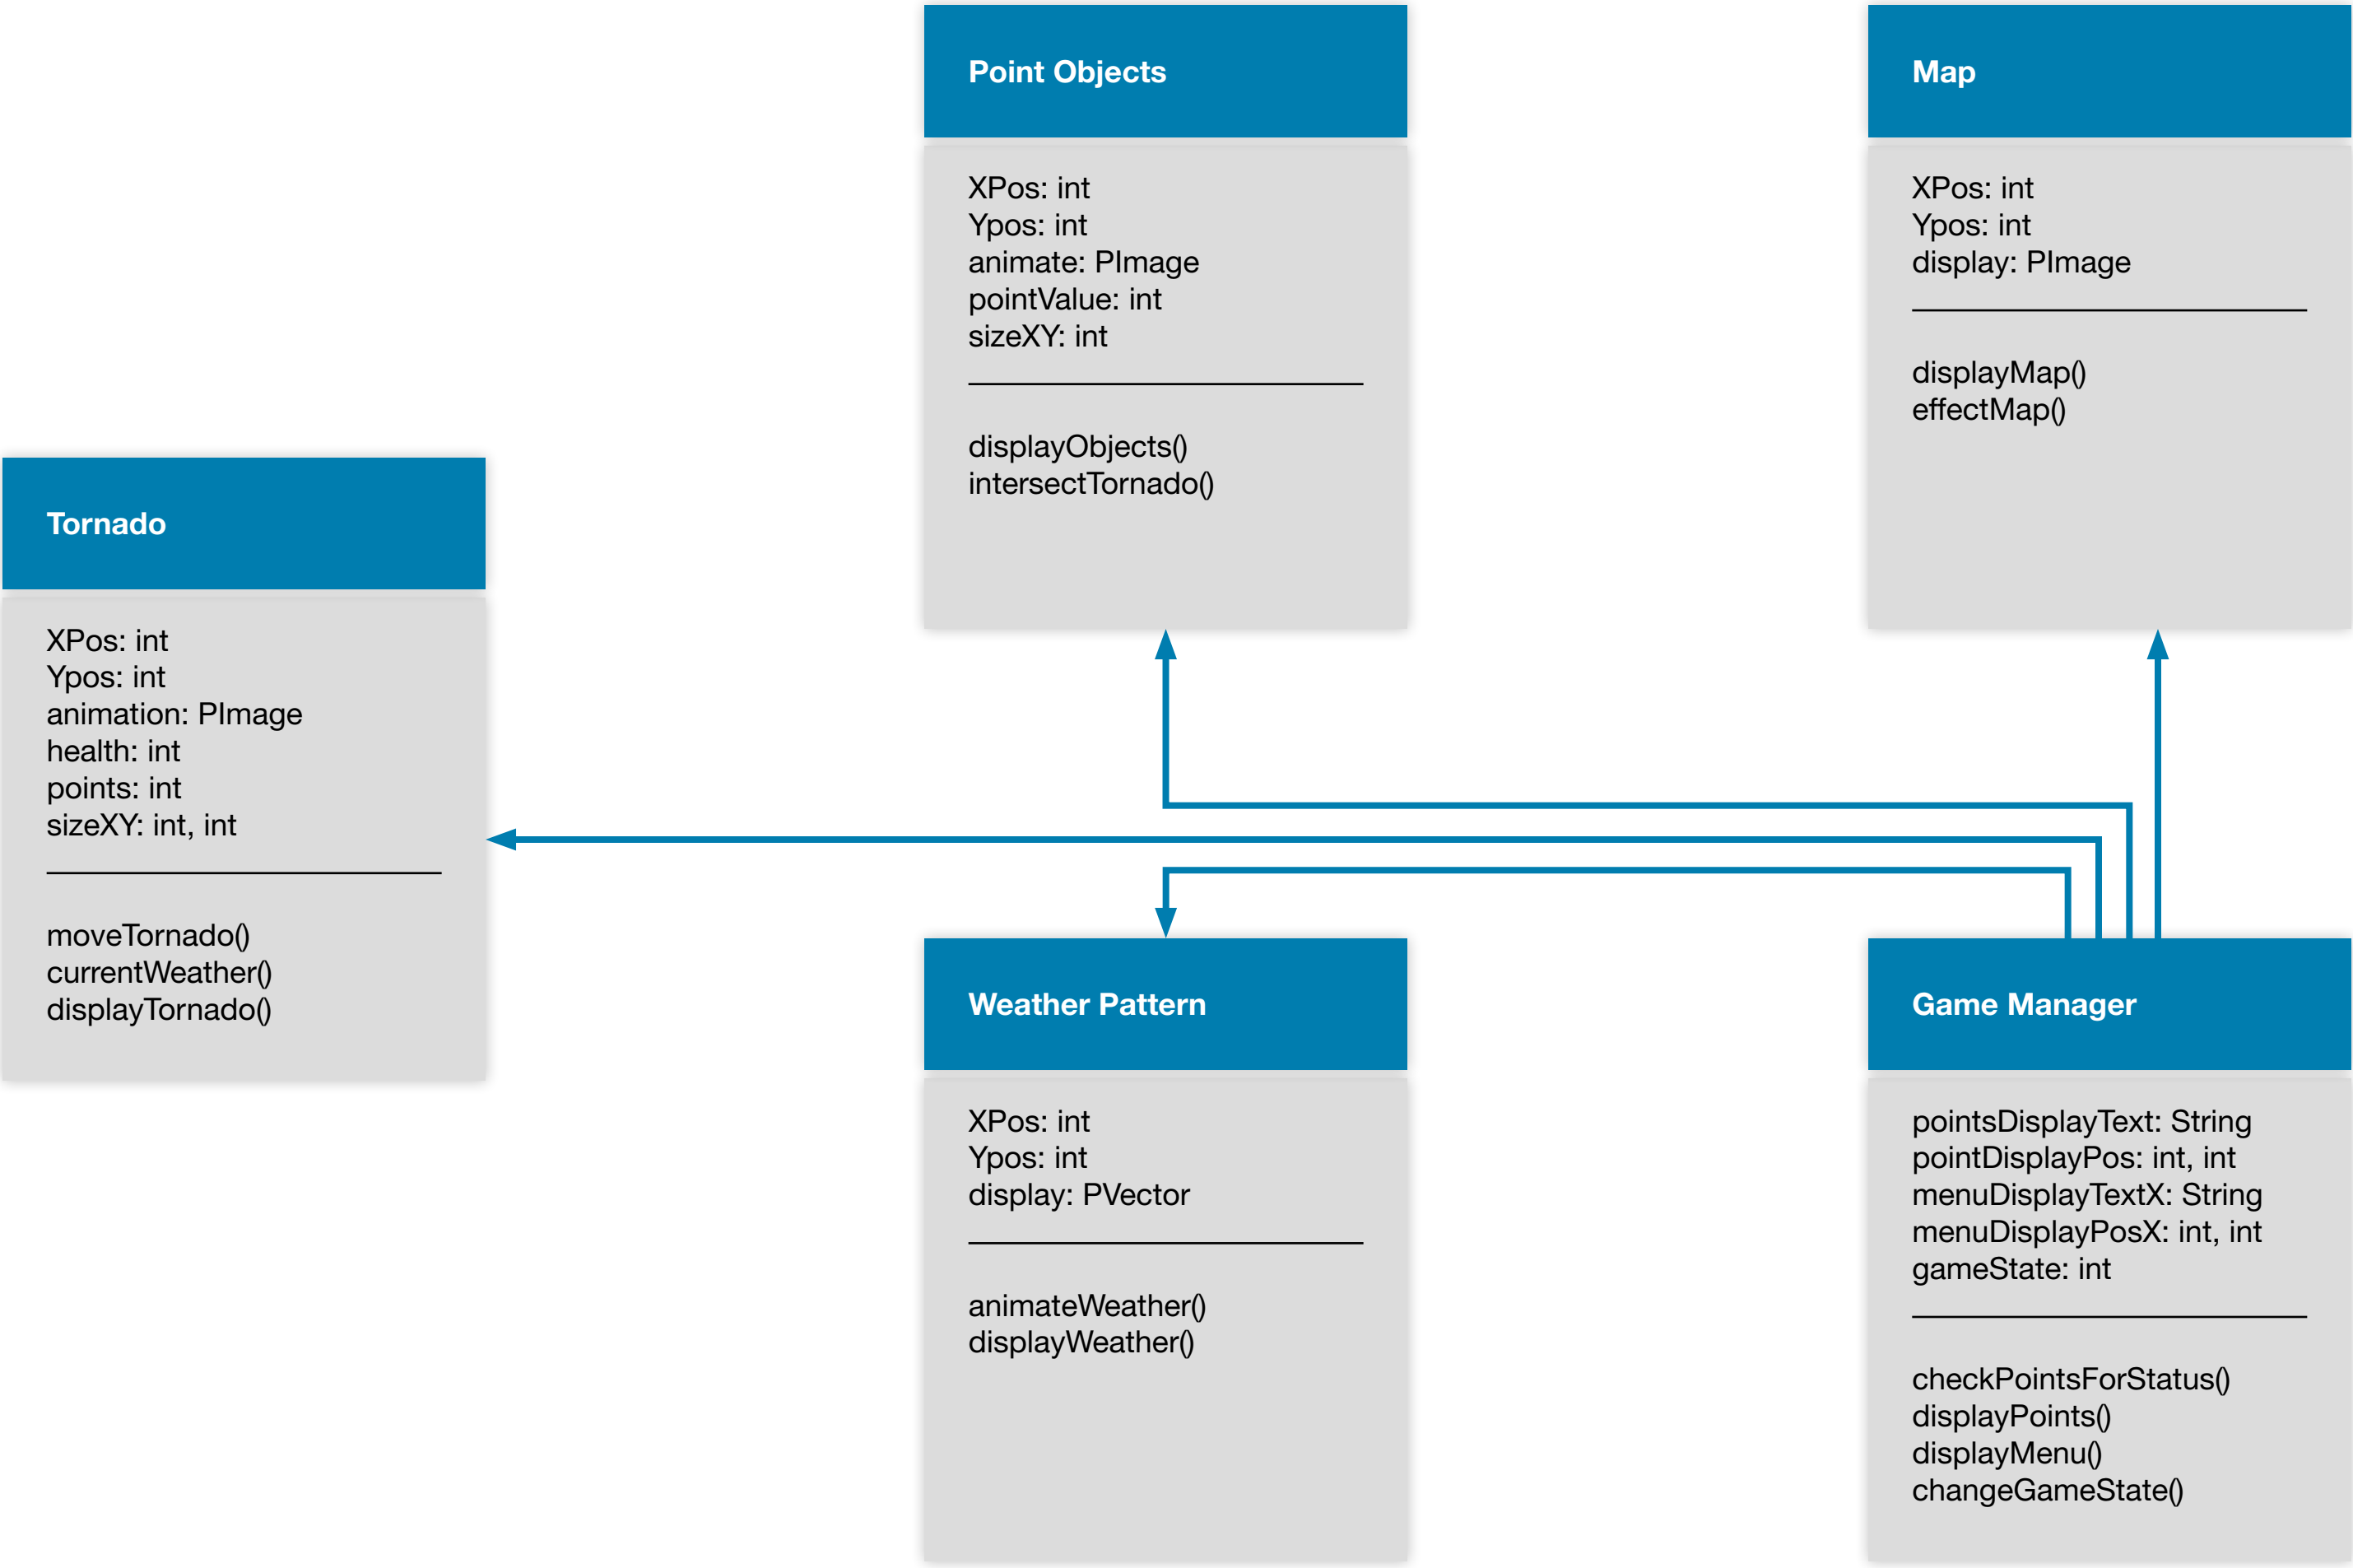 Point Objects
XPos: int
Ypos: int
animate: PImage
pointValue: int
sizeXY: int
displayObjects()
intersectTornado()
Map
XPos: int
Ypos: int
display: PImage
displayMap()
effectMap()
Tornado
XPos: int
Ypos: int
animation: PImage
health: int
points: int
sizeXY: int, int
moveTornado()
currentWeather()
displayTornado()
Weather Pattern
XPos: int
Ypos: int
display: PVector
animateWeather()
displayWeather()
Game Manager
pointsDisplayText: String
pointDisplayPos: int, int
menuDisplayTextX: String
menuDisplayPosX: int, int
gameState: int
checkPointsForStatus()
displayPoints()
displayMenu()
changeGameState()